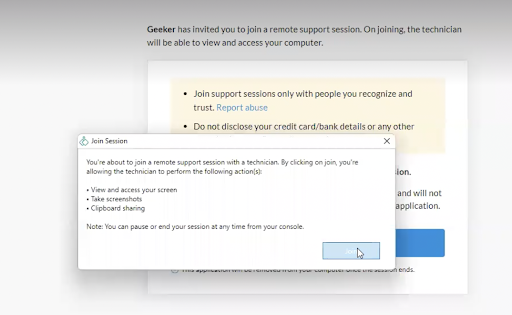 Geeker has invited you to join a remote support session. On joining, the technician
will be able to view and access your computer.
• Join support sessions only with people you recognize and
trust. Report abuse
• Do not disclose your credit card/bank details or any other
Join Session
You're about to join a remote support session with a technician. By clicking on join, you're
allowing the technician to perform the following action(s):
• View and access your screen
• Take screenshots
• Clipboard sharing
Note: You can pause or end your session at any time from your console.
and will not
application.
This application will be removed from your computer once the session ends.